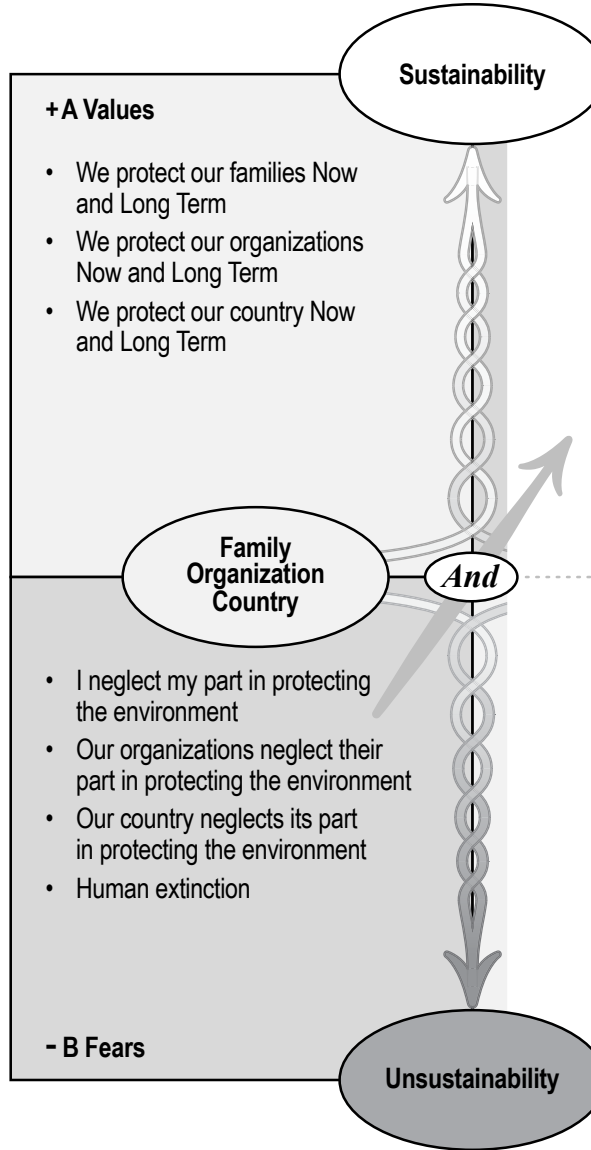 Sustainability
+A Values
• We protect our families Now
and Long Term
• We protect our organizations
Now and Long Term
• We protect our country Now
and Long Term
Family
Organization
Country
And
• I neglect my part in protecting
the environment
• Our organizations neglect their
part in protecting the environment
• Our country neglects its part
in protecting the environment
• Human extinction
- B Fears
Unsustainability